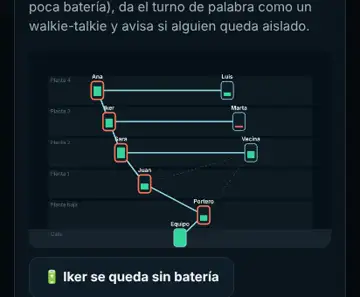 poca batería), da el turno de palabra como un
walkie-talkie y avisa si alguien queda aislado.
Planta 4
Ana
Luis
Planta 3
Iker
Marta
Planta 2
Sara
Vecina
Planta 1
Juan
Planta baja
Portero
Calle
Equipo
🔋 Iker se queda sin batería